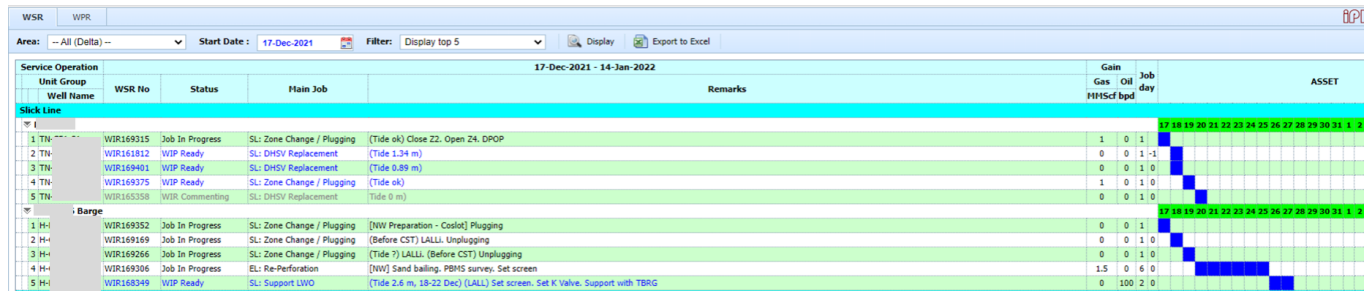 WSR WPR
Area: -- All (Delta) -- Start Date : 17-Dec-2021 Filter: Display top 5 Display Export to Excel
Service Operation 17-Dec-2021 - 14-Jan-2022 Gain
Unit Group WSR No Status Main Job Remarks Gas Oil Job day ASSET
Well Name MMScf bpd
Slick Line
17 18 19 20 21 22 23 24 25 26 27 28 29 30 31 1 2
1 TN- WIR169315 Job In Progress SL: Zone Change / Plugging (Tide ok) Close Z2. Open Z4. DPOP 1 0 1
2 TN- WIR161812 WIP Ready SL: DHSV Replacement (Tide 1.34 m) 0 0 1 -1
3 TN- WIR169401 WIP Ready SL: DHSV Replacement (Tide 0.89 m) 0 0 1 0
4 TN- WIR169375 WIP Ready SL: Zone Change / Plugging (Tide ok) 1 0 1 0
5 TN- WIR165358 WIR Commenting SL: DHSV Replacement Tide 0 m) 0 0 1 0
Barge 17 18 19 20 21 22 23 24 25 26 27 28 29 30 31 1 2
1 H- WIR169352 Job In Progress SL: Zone Change / Plugging [NW Preparation - Coslot] Plugging 0 0 1
2 H- WIR169169 Job In Progress SL: Zone Change / Plugging (Before CST) LALLi. Unplugging 0 0 1 0
3 H- WIR169266 Job In Progress SL: Zone Change / Plugging (Tide ?) LALLi. (Before CST) Unplugging 0 0 1 0
4 H- WIR169306 Job In Progress EL: Re-Perforation [NW] Sand bailing. PBMS survey. Set screen 1.5 0 6 0
5 H- WIR168349 WIP Ready SL: Support LWO (Tide 2.6 m, 18-22 Dec) (LALL) Set screen. Set K Valve. Support with TBRG 0 100 2 0